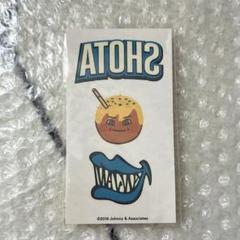 ATOHS
©2016 Johnny & Associates